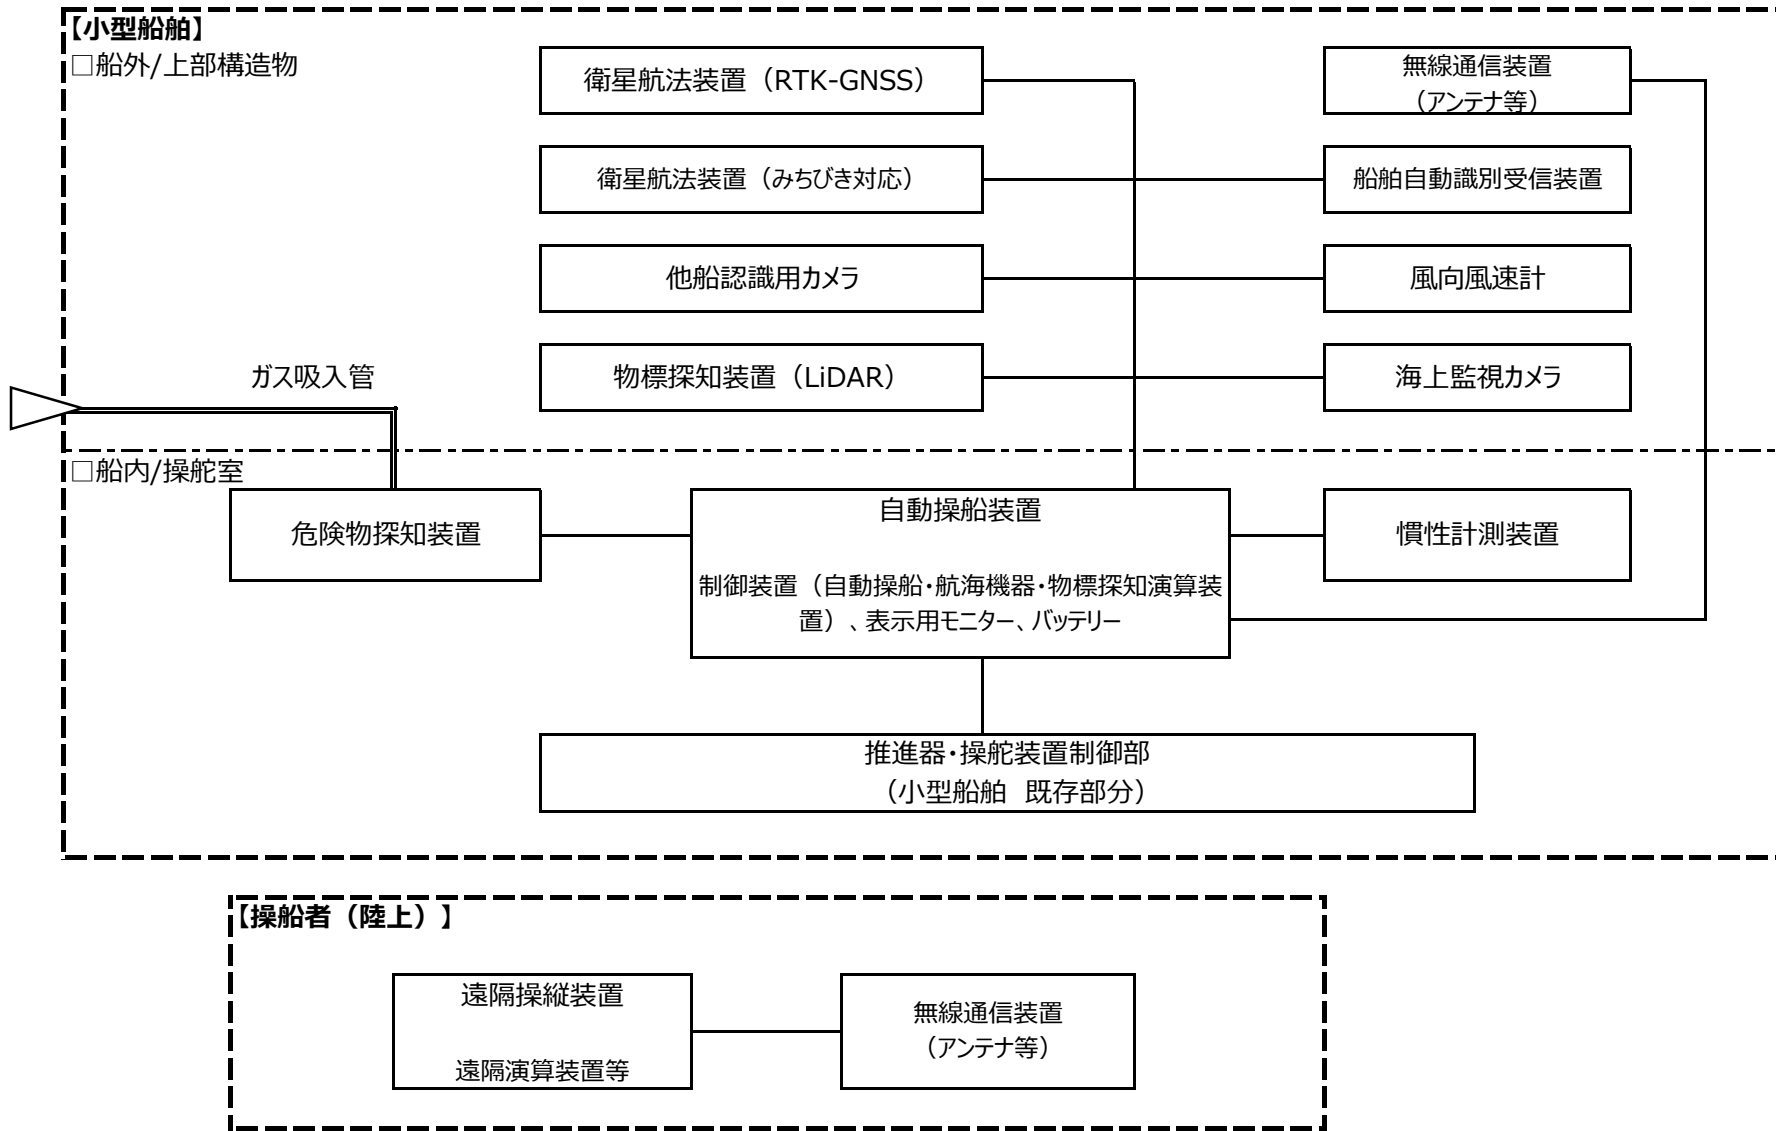 【小型船舶】
□船外/上部構造物
衛星航法装置（RTK-GNSS）
無線通信装置
（アンテナ等）
衛星航法装置（みちびき対応）
船舶自動識別受信装置
他船認識用カメラ
風向風速計
ガス吸入管
物標探知装置（LiDAR）
海上監視カメラ
□船内/操舵室
危険物探知装置
自動操船装置
制御装置（自動操船・航海機器・物標探知演算装
置）、表示用モニター、バッテリー
慣性計測装置
推進器・操舵装置制御部
（小型船舶　既存部分）
【操船者（陸上）】
遠隔操縦装置
遠隔演算装置等
無線通信装置
（アンテナ等）